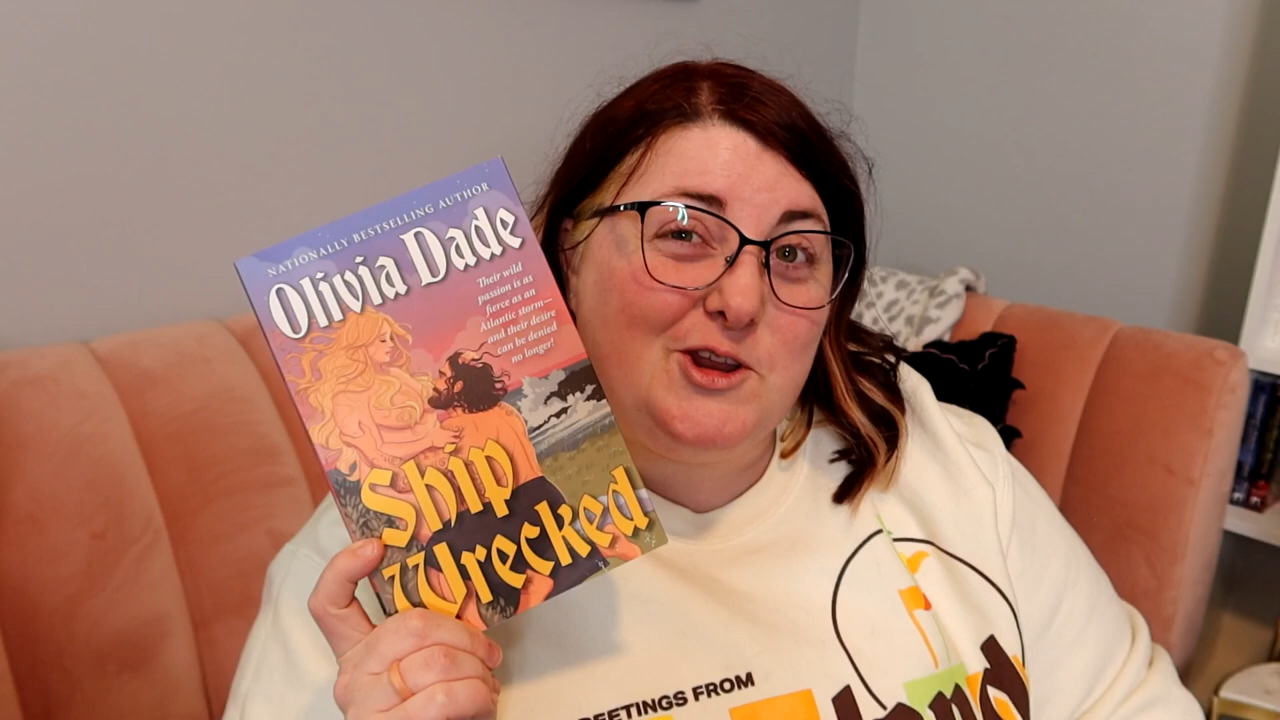 NATIONALLY BESTSELLING AUTHOR
Olivia Dade
Their wild
passion is as
fierce as an
Atlantic storm—
and their desire
can be denied
no longer!
Ship
Wrecked
GREETINGS FROM